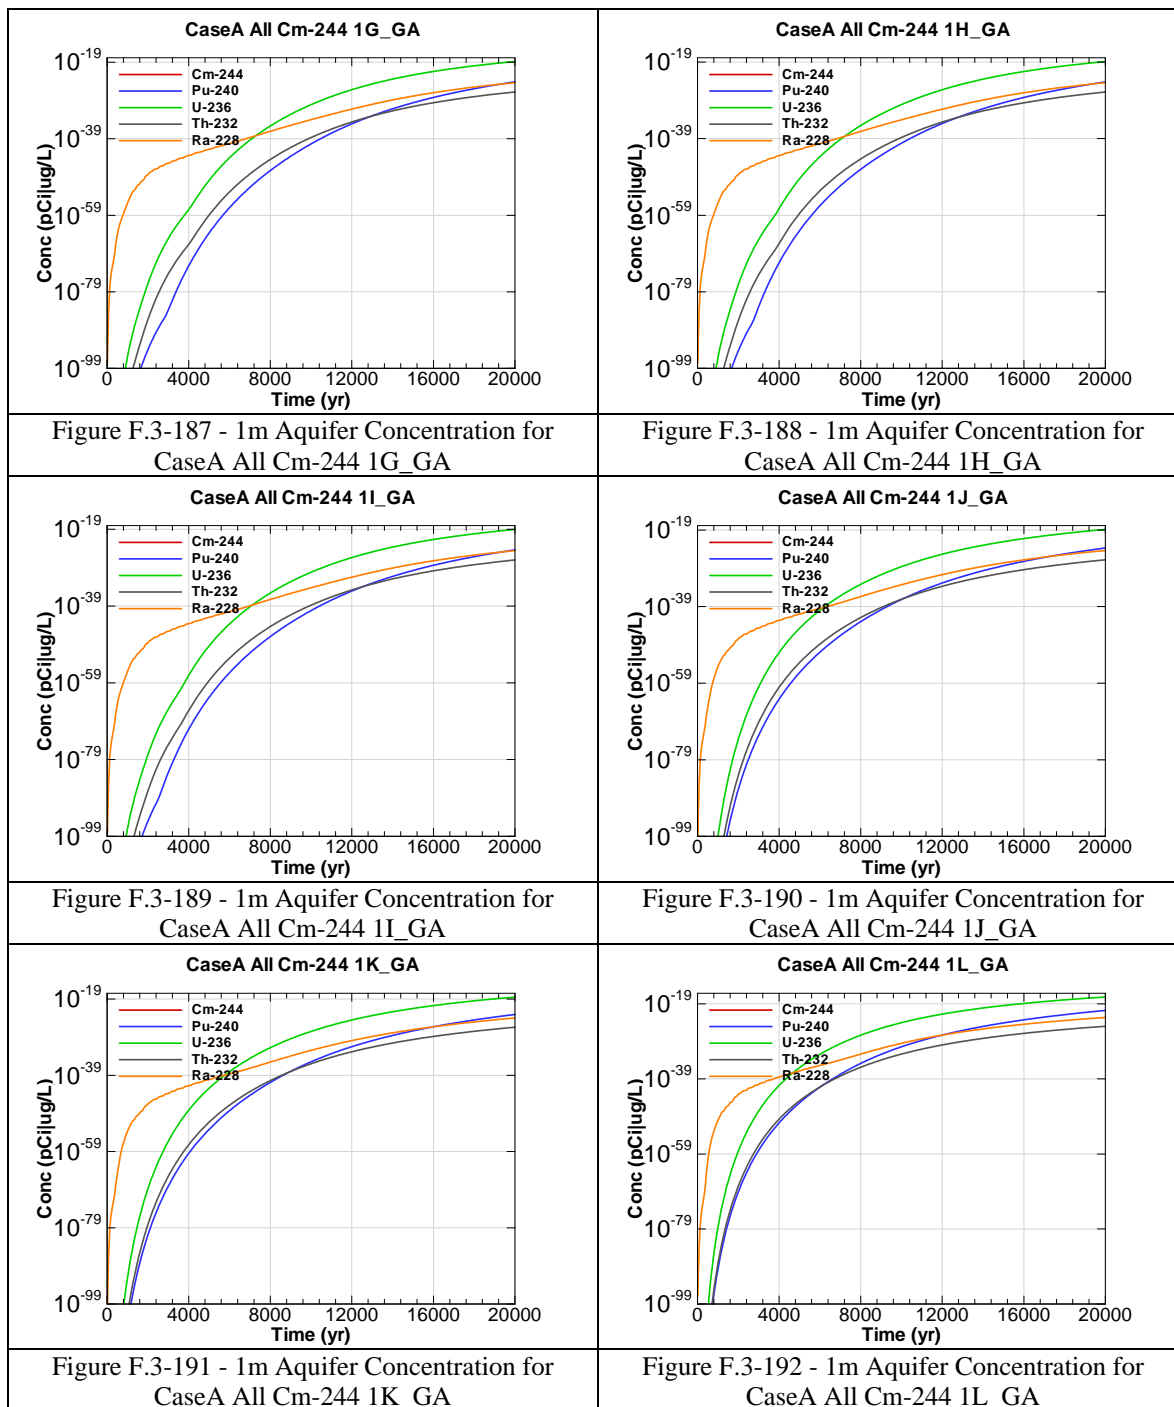 CaseA All Cm-244 1G_GA
Cm-244
Pu-240
U-236
Th-232
Ra-228
10-19
10-39
10-59
10-79
10-99
Conc (pCi|ug/L)
0 4000 8000 12000 16000 20000
Time (yr)
Figure F.3-187 - 1m Aquifer Concentration for
CaseA All Cm-244 1G_GA
CaseA All Cm-244 1H_GA
Cm-244
Pu-240
U-236
Th-232
Ra-228
10-19
10-39
10-59
10-79
10-99
Conc (pCi|ug/L)
0 4000 8000 12000 16000 20000
Time (yr)
Figure F.3-188 - 1m Aquifer Concentration for
CaseA All Cm-244 1H_GA
CaseA All Cm-244 1I_GA
Cm-244
Pu-240
U-236
Th-232
Ra-228
10-19
10-39
10-59
10-79
10-99
Conc (pCi|ug/L)
0 4000 8000 12000 16000 20000
Time (yr)
Figure F.3-189 - 1m Aquifer Concentration for
CaseA All Cm-244 1I_GA
CaseA All Cm-244 1J_GA
Cm-244
Pu-240
U-236
Th-232
Ra-228
10-19
10-39
10-59
10-79
10-99
Conc (pCi|ug/L)
0 4000 8000 12000 16000 20000
Time (yr)
Figure F.3-190 - 1m Aquifer Concentration for
CaseA All Cm-244 1J_GA
CaseA All Cm-244 1K_GA
Cm-244
Pu-240
U-236
Th-232
Ra-228
10-19
10-39
10-59
10-79
10-99
Conc (pCi|ug/L)
0 4000 8000 12000 16000 20000
Time (yr)
Figure F.3-191 - 1m Aquifer Concentration for
CaseA All Cm-244 1K_GA
CaseA All Cm-244 1L_GA
Cm-244
Pu-240
U-236
Th-232
Ra-228
10-19
10-39
10-59
10-79
10-99
Conc (pCi|ug/L)
0 4000 8000 12000 16000 20000
Time (yr)
Figure F.3-192 - 1m Aquifer Concentration for
CaseA All Cm-244 1L_GA